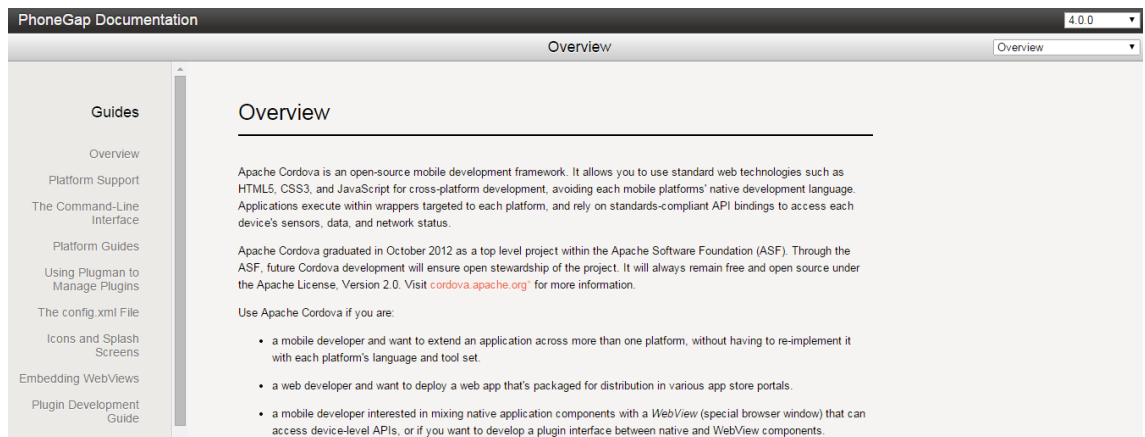 PhoneGap Documentation
4.0.0
Overview
Overview
Guides
Overview
Platform Support
The Command-Line
Interface
Platform Guides
Using Plugman to
Manage Plugins
The config.xml File
Icons and Splash
Screens
Embedding WebViews
Plugin Development
Guide
Overview
Apache Cordova is an open-source mobile development framework. It allows you to use standard web technologies such as
HTML5, CSS3, and JavaScript for cross-platform development, avoiding each mobile platforms' native development language.
Applications execute within wrappers targeted to each platform, and rely on standards-compliant API bindings to access each
device's sensors, data, and network status.
Apache Cordova graduated in October 2012 as a top level project within the Apache Software Foundation (ASF). Through the
ASF, future Cordova development will ensure open stewardship of the project. It will always remain free and open source under
the Apache License, Version 2.0. Visit cordova.apache.org* for more information.
Use Apache Cordova if you are:
• a mobile developer and want to extend an application across more than one platform, without having to re-implement it
with each platform's language and tool set.
• a web developer and want to deploy a web app that's packaged for distribution in various app store portals.
• a mobile developer interested in mixing native application components with a WebView (special browser window) that can
access device-level APIs, or if you want to develop a plugin interface between native and WebView components.